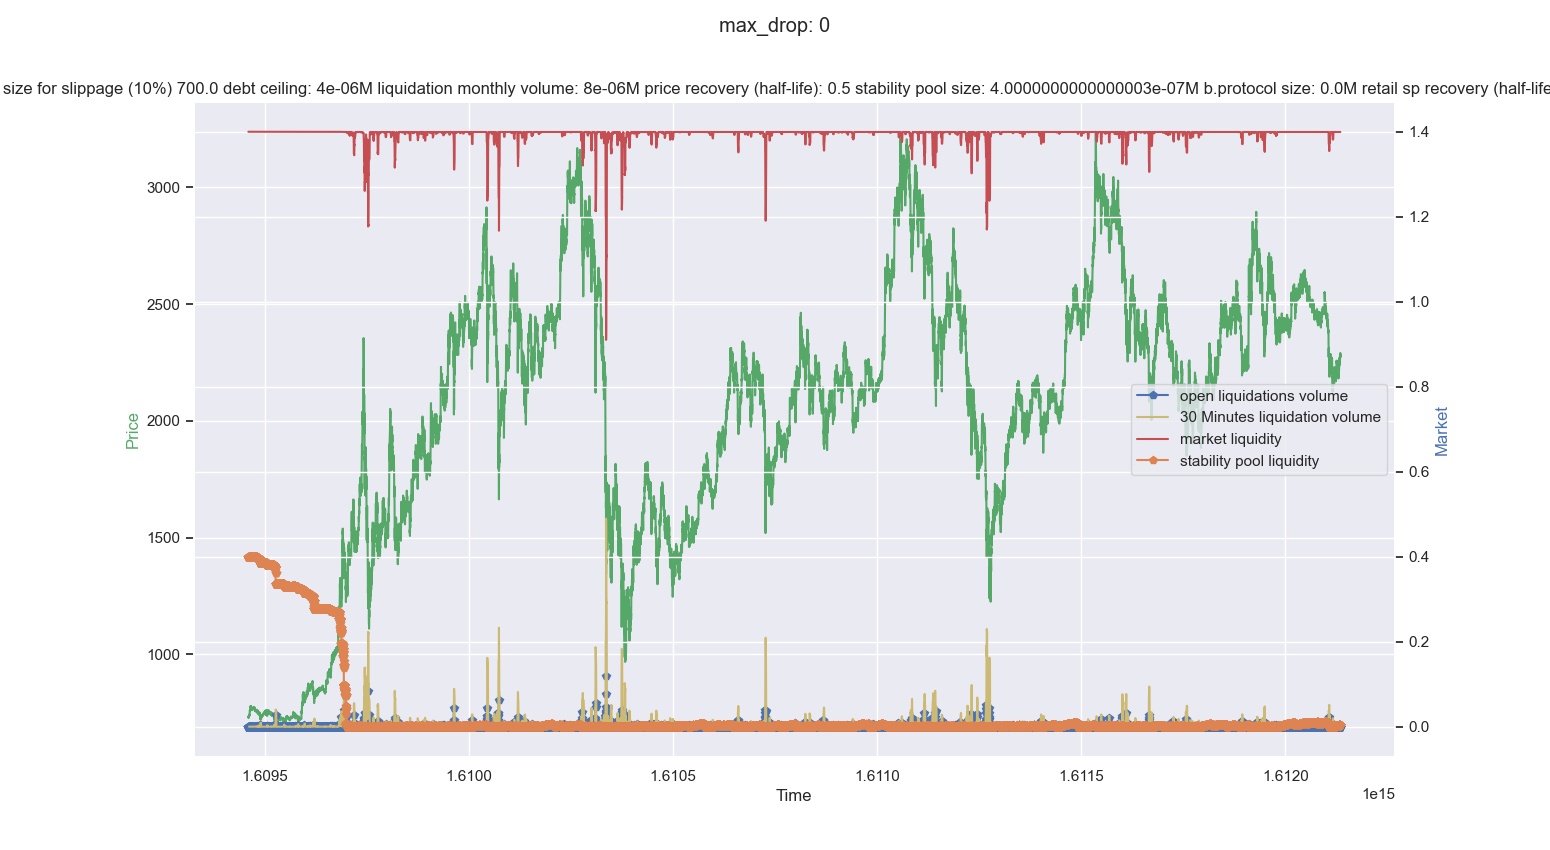 max_drop: 0
size for slippage (10%) 700.0 debt ceiling: 4e-06M liquidation monthly volume: 8e-06M price recovery (half-life): 0.5 stability pool size: 4.0000000000000003e-07M b.protocol size: 0.0M retail sp recovery (half-life
3000
2500
2000
1500
1000
Price
1.4
1.2
1.0
0.8
0.6
0.4
0.2
0.0
Market
open liquidations volume
30 Minutes liquidation volume
market liquidity
stability pool liquidity
1.6095 1.6100 1.6105 1.6110 1.6115 1.6120
Time
1e15